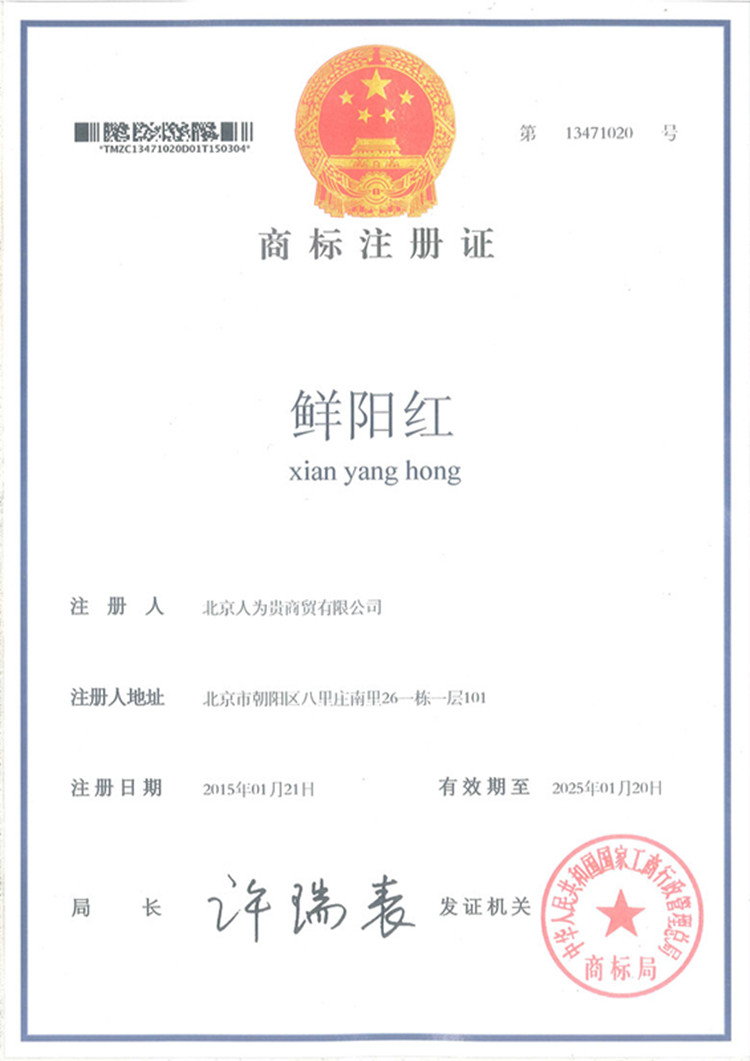 *TMZC13471020D01T150304*
第 13471020 号
商标注册证
鲜阳红
xian yang hong
注册人 北京人为贵商贸有限公司
注册人地址 北京市朝阳区八里庄南里26一栋一层101
注册日期 2015年01月21日 有效期至 2025年01月20日
局长 许瑞表 发证机关
中华人民共和国国家工商行政管理总局
商标局